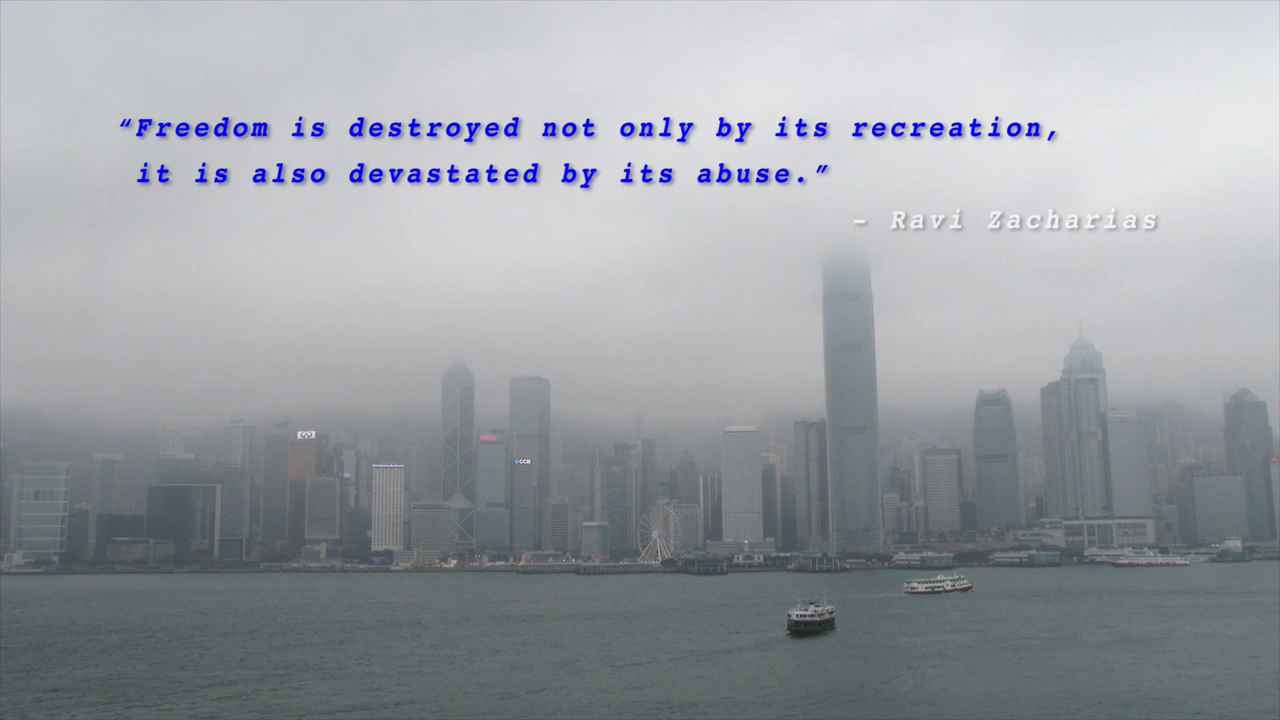 “Freedom is destroyed not only by its recreation,
it is also devastated by its abuse.”
– Ravi Zacharias
CCB